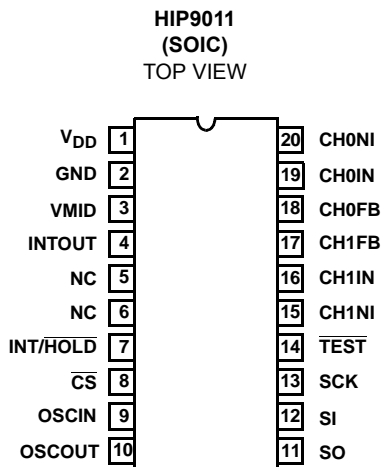 HIP9011
(SOIC)
TOP VIEW
VDD 1 20 CH0NI
GND 2 19 CH0IN
VMID 3 18 CH0FB
INTOUT 4 17 CH1FB
NC 5 16 CH1IN
NC 6 15 CH1NI
INT/HOLD 7 14 TEST
CS 8 13 SCK
OSCIN 9 12 SI
OSCOUT 10 11 SO